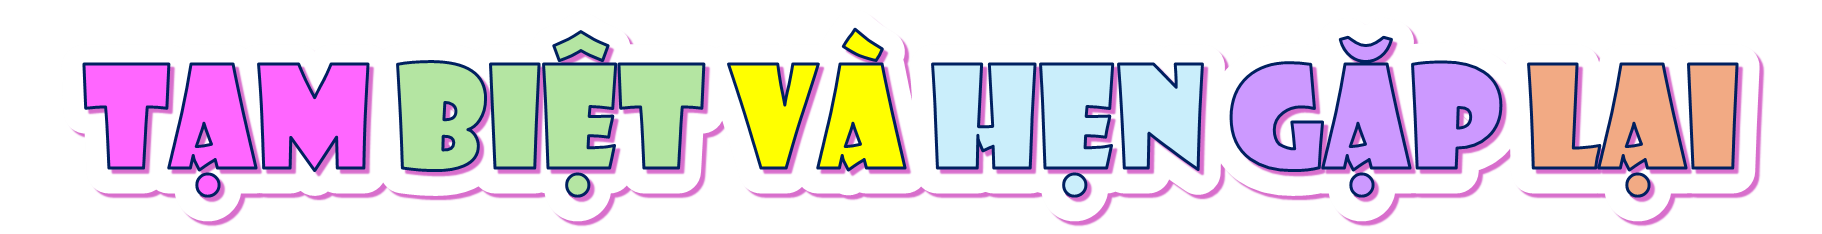 TẠM BIỆT VÀ HẸN GẶP LẠI